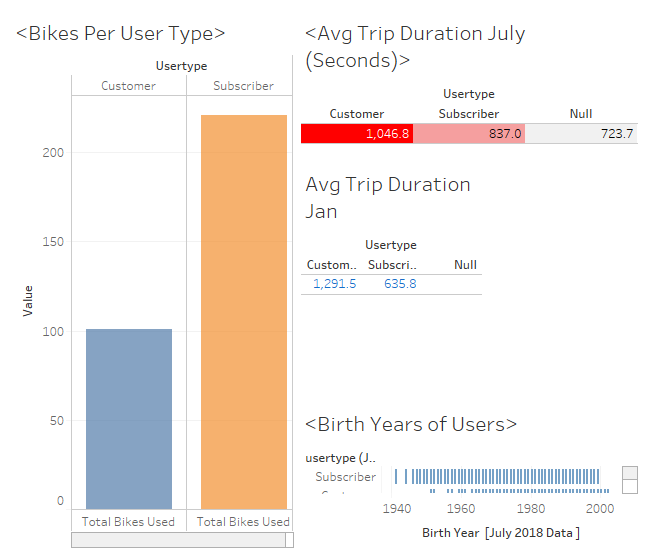 <Bikes Per User Type>
Usertype
Customer Subscriber
200
150
100
50
0
Value
Total Bikes Used Total Bikes Used
<Avg Trip Duration July
(Seconds)>
Usertype
Customer Subscriber Null
1,046.8 837.0 723.7
Avg Trip Duration
Jan
Usertype
Custom.. Subscri.. Null
1,291.5 635.8
<Birth Years of Users>
usertype (J..
Subscriber
1940 1960 1980 2000
Birth Year [July 2018 Data ]